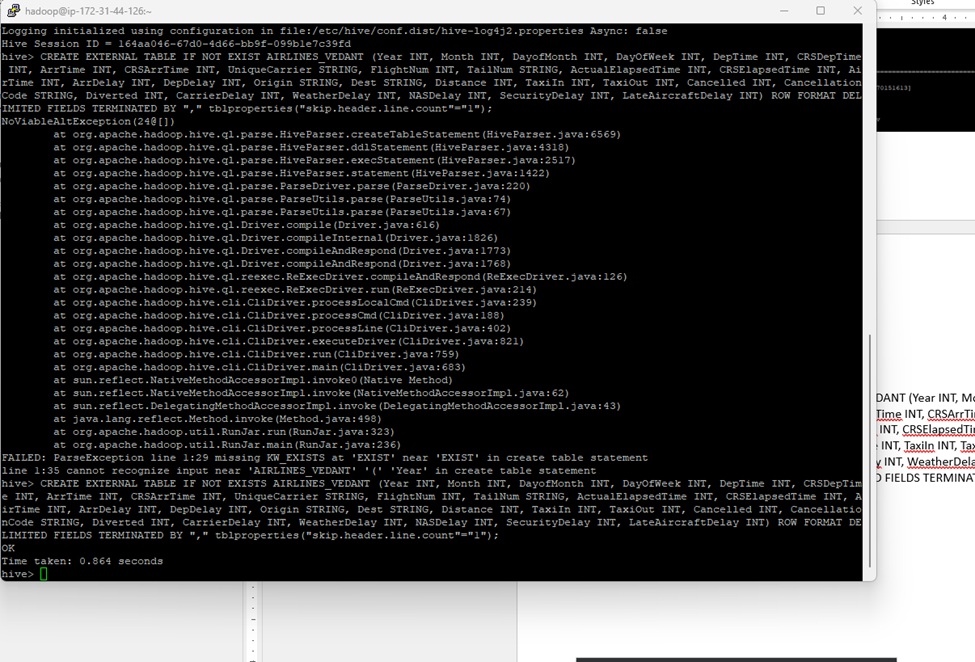 Styles
hadoop@ip-172-31-44-126:~
4
Logging initialized using configuration in file:/etc/hive/conf.dist/hive-log4j2.properties Async: false
Hive Session ID = 164aa046-67d0-4d66-bb9f-099b1e7c39fd
hive> CREATE EXTERNAL TABLE IF NOT EXIST AIRLINES_VEDANT (Year INT, Month INT, DayofMonth INT, DayOfWeek INT, DepTime INT, CRSDepTime
INT, ArrTime INT, CRSArrTime INT, UniqueCarrier STRING, FlightNum INT, TailNum STRING, ActualElapsedTime INT, CRSElapsedTime INT, Ai
rTime INT, ArrDelay INT, DepDelay INT, Origin STRING, Dest STRING, Distance INT, TaxiIn INT, TaxiOut INT, Cancelled INT, Cancellation
Code STRING, Diverted INT, CarrierDelay INT, WeatherDelay INT, NASDelay INT, SecurityDelay INT, LateAircraftDelay INT) ROW FORMAT DEL
IMITED FIELDS TERMINATED BY "," tblproperties("skip.header.line.count"="1");
NoViableAltException(24@[])
at org.apache.hadoop.hive.ql.parse.HiveParser.createTableStatement(HiveParser.java:6569)
at org.apache.hadoop.hive.ql.parse.HiveParser.ddlStatement(HiveParser.java:4318)
at org.apache.hadoop.hive.ql.parse.HiveParser.execStatement(HiveParser.java:2517)
at org.apache.hadoop.hive.ql.parse.HiveParser.statement(HiveParser.java:1422)
at org.apache.hadoop.hive.ql.parse.ParseDriver.parse(ParseDriver.java:220)
at org.apache.hadoop.hive.ql.parse.ParseUtils.parse(ParseUtils.java:74)
at org.apache.hadoop.hive.ql.parse.ParseUtils.parse(ParseUtils.java:67)
at org.apache.hadoop.hive.ql.Driver.compile(Driver.java:616)
at org.apache.hadoop.hive.ql.Driver.compileInternal(Driver.java:1826)
at org.apache.hadoop.hive.ql.Driver.compileAndRespond(Driver.java:1773)
at org.apache.hadoop.hive.ql.Driver.compileAndRespond(Driver.java:1768)
at org.apache.hadoop.hive.ql.reexec.ReExecDriver.compileAndRespond(ReExecDriver.java:126)
at org.apache.hadoop.hive.ql.reexec.ReExecDriver.run(ReExecDriver.java:214)
at org.apache.hadoop.hive.cli.CliDriver.processLocalCmd(CliDriver.java:239)
at org.apache.hadoop.hive.cli.CliDriver.processCmd(CliDriver.java:188)
at org.apache.hadoop.hive.cli.CliDriver.processLine(CliDriver.java:402)
at org.apache.hadoop.hive.cli.CliDriver.executeDriver(CliDriver.java:821)
at org.apache.hadoop.hive.cli.CliDriver.run(CliDriver.java:759)
at org.apache.hadoop.hive.cli.CliDriver.main(CliDriver.java:683)
at sun.reflect.NativeMethodAccessorImpl.invoke0(Native Method)
at sun.reflect.NativeMethodAccessorImpl.invoke(NativeMethodAccessorImpl.java:62)
at sun.reflect.DelegatingMethodAccessorImpl.invoke(DelegatingMethodAccessorImpl.java:43)
at java.lang.reflect.Method.invoke(Method.java:498)
at org.apache.hadoop.util.RunJar.run(RunJar.java:323)
at org.apache.hadoop.util.RunJar.main(RunJar.java:236)
FAILED: ParseException line 1:29 missing KW_EXISTS at 'EXIST' near 'EXIST' in create table statement
line 1:35 cannot recognize input near 'AIRLINES_VEDANT' '(' 'Year' in create table statement
hive> CREATE EXTERNAL TABLE IF NOT EXISTS AIRLINES_VEDANT (Year INT, Month INT, DayofMonth INT, DayOfWeek INT, DepTime INT, CRSDepTim
e INT, ArrTime INT, CRSArrTime INT, UniqueCarrier STRING, FlightNum INT, TailNum STRING, ActualElapsedTime INT, CRSElapsedTime INT, A
irTime INT, ArrDelay INT, DepDelay INT, Origin STRING, Dest STRING, Distance INT, TaxiIn INT, TaxiOut INT, Cancelled INT, Cancellatio
nCode STRING, Diverted INT, CarrierDelay INT, WeatherDelay INT, NASDelay INT, SecurityDelay INT, LateAircraftDelay INT) ROW FORMAT DE
LIMITED FIELDS TERMINATED BY "," tblproperties("skip.header.line.count"="1");
OK
Time taken: 0.864 seconds
hive>
70151613]
DANT (Year INT, Mo
Time INT, CRSArrT
INT, CRSElapsedTi
INT, TaxiIn INT, Tax
y INT, WeatherDela
D FIELDS TERMINAT